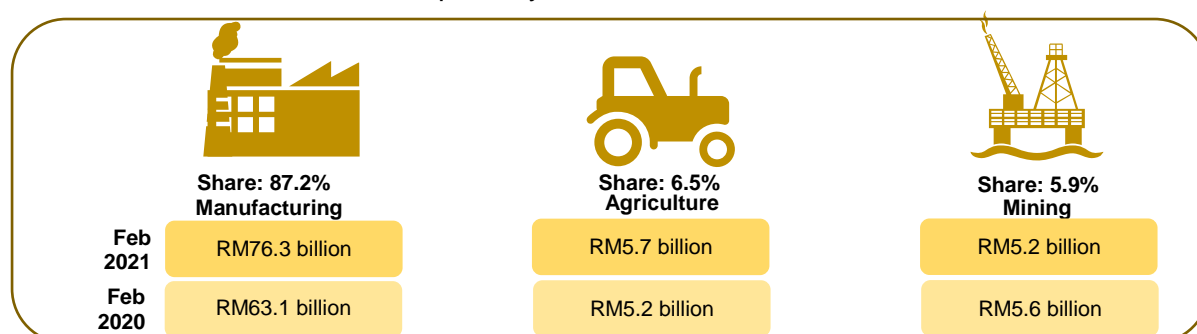 Share: 87.2%
Manufacturing
Share: 6.5%
Agriculture
Share: 5.9%
Mining
Feb
2021
RM76.3 billion
RM5.7 billion
RM5.2 billion
Feb
2020
RM63.1 billion
RM5.2 billion
RM5.6 billion